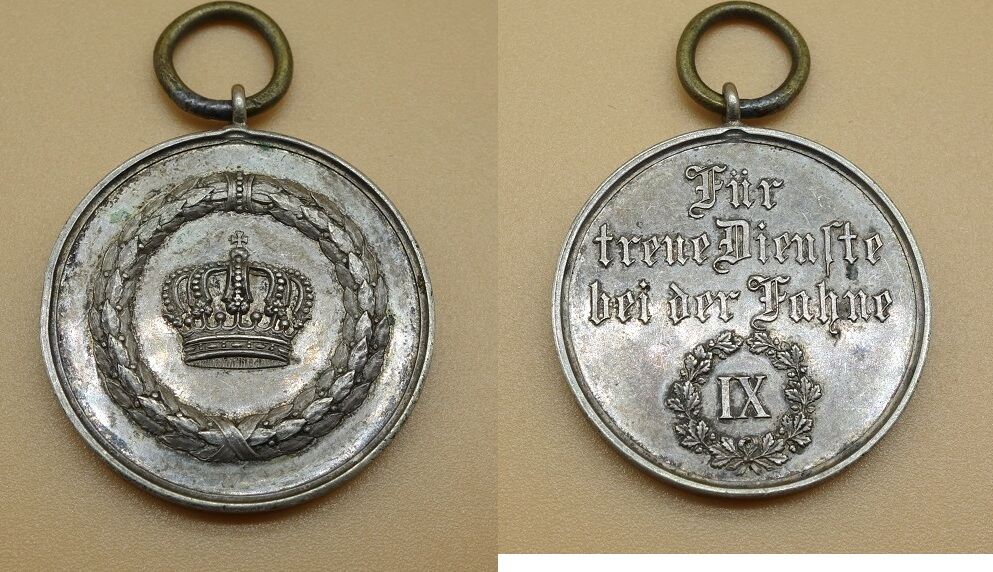 Für
treue Dienſte
bei der Fahne
IX